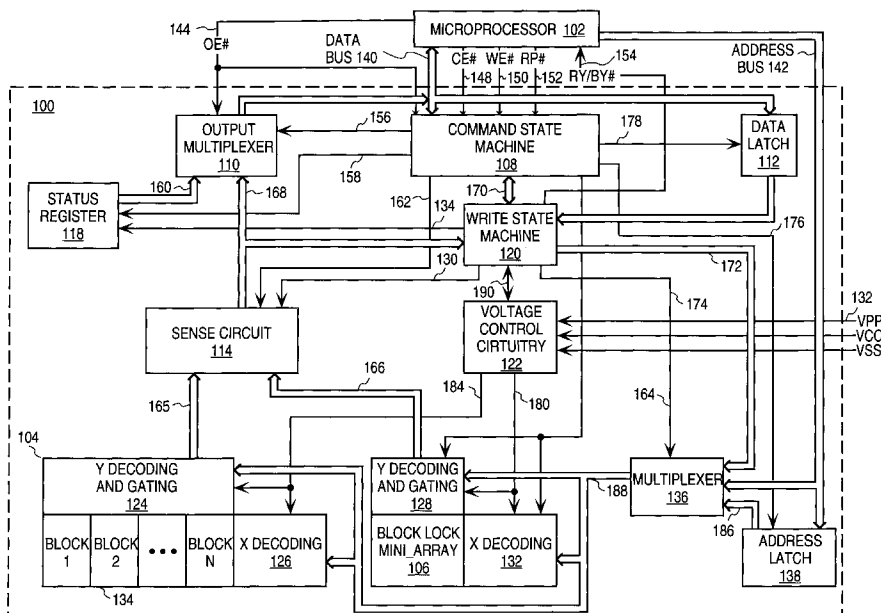 144
OE#
DATA
BUS 140
MICROPROCESSOR 102
CE# WE# RP#
148 150 152
154
RY/BY#
ADDRESS
BUS 142
100
OUTPUT
MULTIPLEXER
110
156
158
COMMAND STATE
MACHINE
108
178
DATA
LATCH
112
160
168
162
170
134
176
STATUS
REGISTER
118
WRITE STATE
MACHINE
120
172
130
190
174
132
SENSE CIRCUIT
114
VOLTAGE
CONTROL
CIRTUITRY
122
VPP
VCC
VSS
166
165
184
180
164
104
Y DECODING
AND GATING
124
Y DECODING
AND GATING
128
188
MULTIPLEXER
136
186
BLOCK
1
BLOCK
2
•••
BLOCK
N
X DECODING
126
BLOCK LOCK
MINI_ARRAY
106
X DECODING
132
ADDRESS
LATCH
138
134